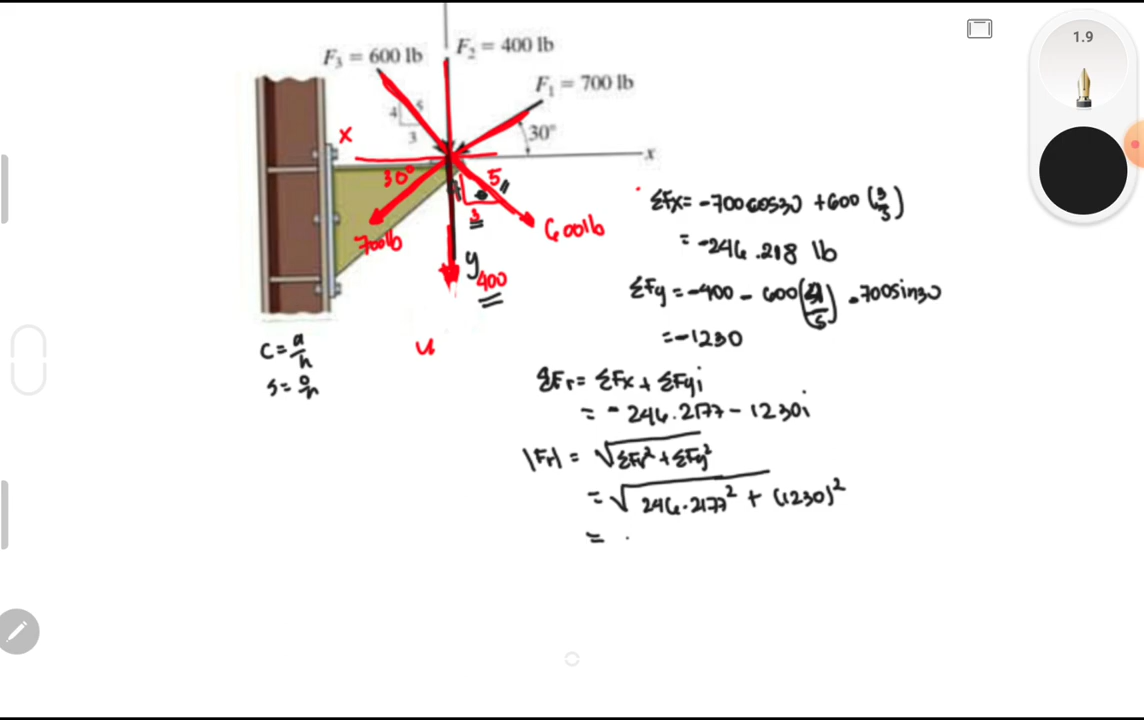 1.9
F₃ = 600 lb
F₂ = 400 lb
F₁ = 700 lb
4 5
3
30°
x
x
30°
5
3
700lb
600lb
y
400
u
C = a/h
s = o/h
ΣFx = -700cos30 + 600 (3/5)
= -246.218 lb
ΣFy = -400 - 600 (4/5) - 700sin30
= -1230
ΣFr = ΣFx + ΣFyi
= - 246.2177 - 1230i
|Fr| = √ΣFx² + ΣFy²
= √246.2177² + (1230)²
= .